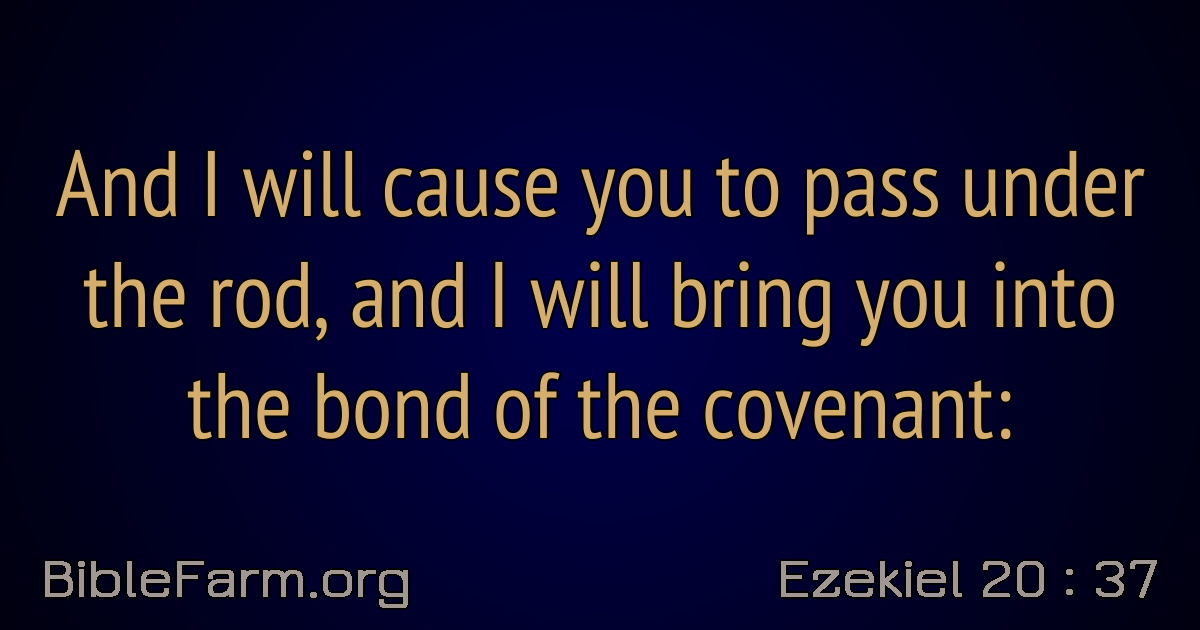 And I will cause you to pass under
the rod, and I will bring you into
the bond of the covenant:
BibleFarm.org
Ezekiel 20 : 37